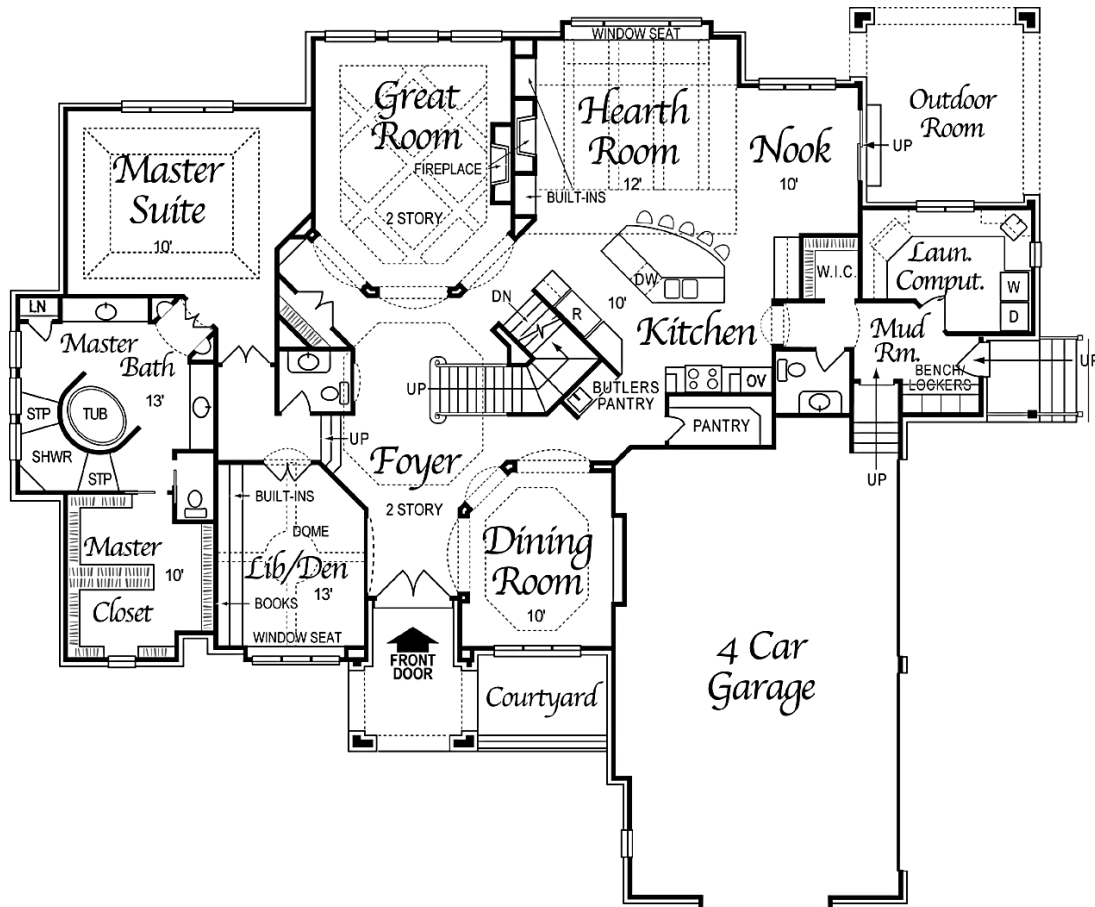 WINDOW SEAT
Great
Room
Hearth
Room
Outdoor
Room
Nook
UP
FIREPLACE
12'
10'
BUILT-INS
2 STORY
Master
Suite
10'
Laun.
Comput.
W.I.C.
W
D
DW
10'
DN
R
Kitchen
LN
Master
Bath
13'
Mud
Rm.
BENCH/
LOCKERS
UP
UP
BUTLERS
PANTRY
OV
STP
TUB
SHWR
STP
PANTRY
UP
Foyer
2 STORY
UP
BUILT-INS
DOME
Lib/Den
13'
BOOKS
WINDOW SEAT
Master
10'
Closet
Dining
Room
10'
FRONT
DOOR
Courtyard
4 Car
Garage